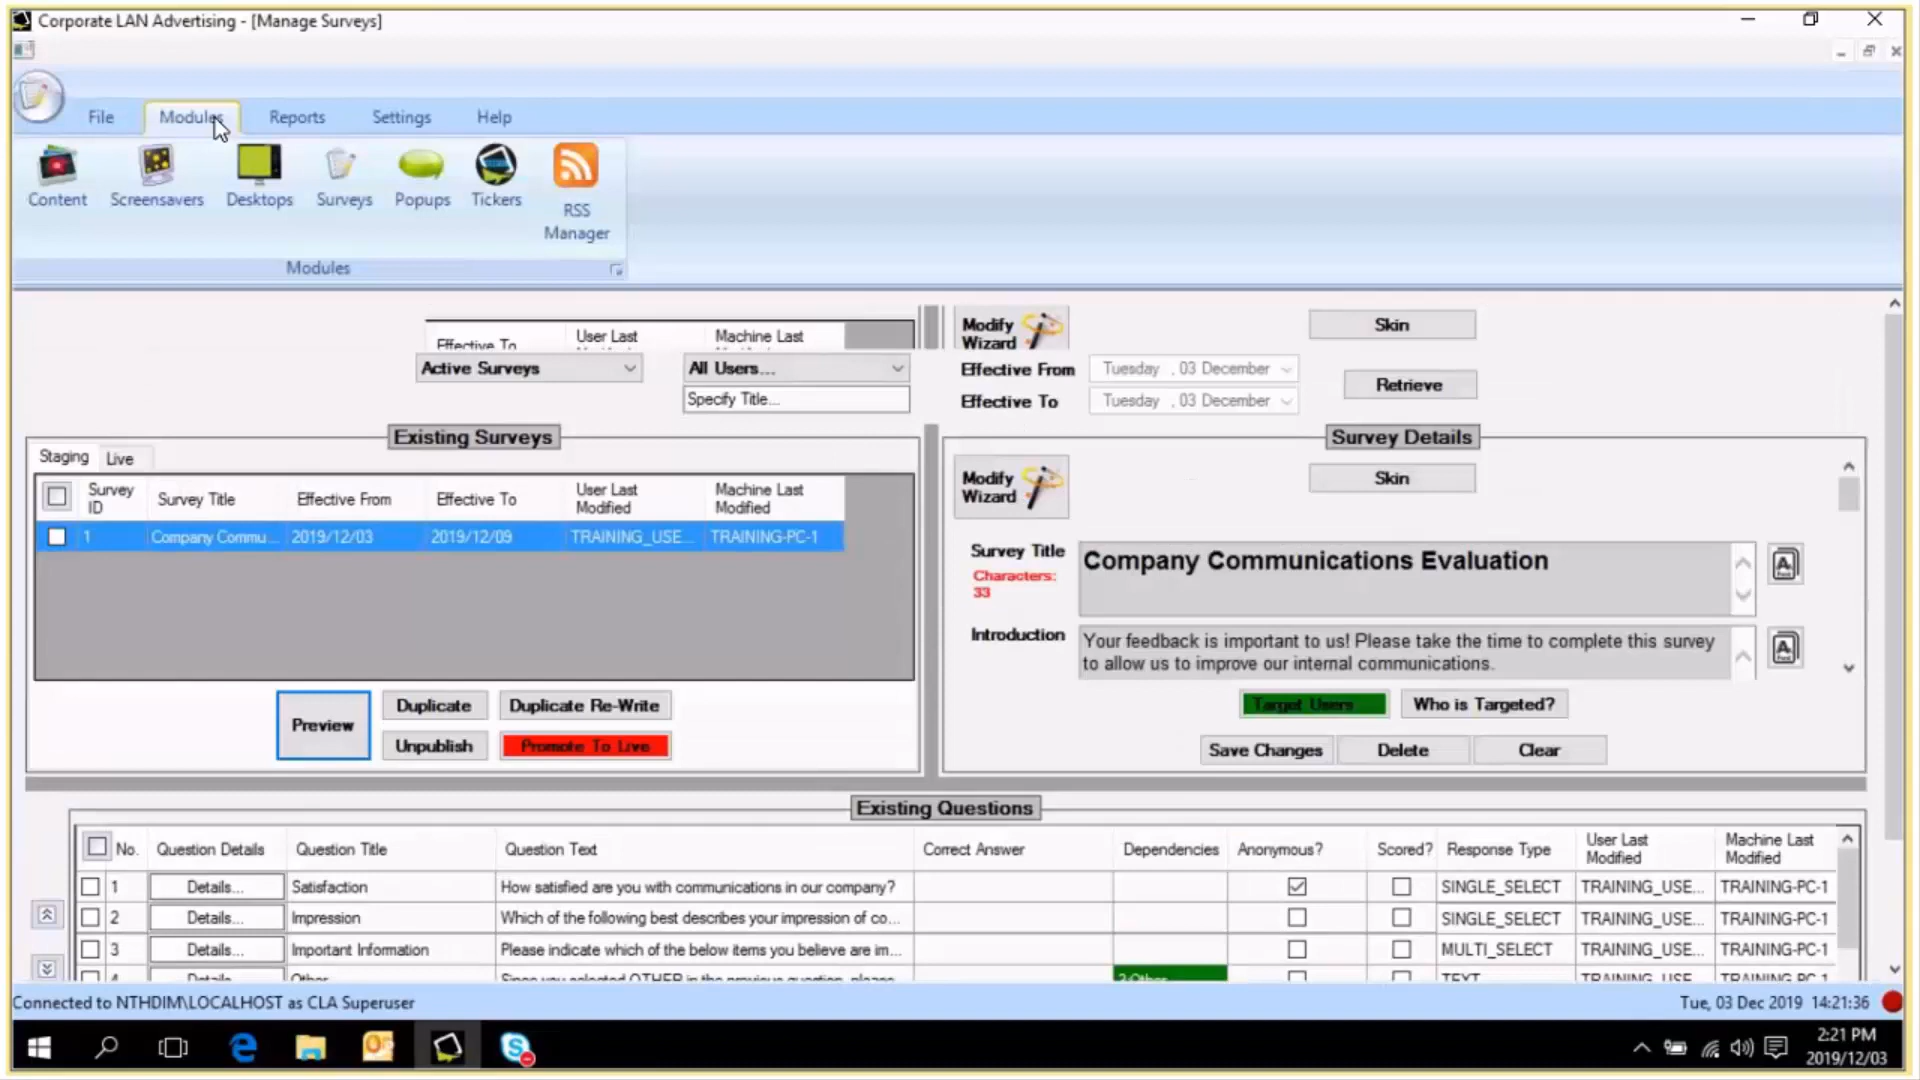 Corporate LAN Advertising - [Manage Surveys]
File Modules Reports Settings Help
Content Screensavers Desktops Surveys Popups Tickers RSS
Manager
Modules
Effective To User Last Machine Last
Active Surveys All Users...
Specify Title...
Modify
Wizard
Skin
Effective From Tuesday , 03 December
Effective To Tuesday , 03 December
Retrieve
Existing Surveys
Staging Live
Survey
ID
Survey Title Effective From Effective To User Last
Modified
Machine Last
Modified
1 Company Commu... 2019/12/03 2019/12/09 TRAINING_USE... TRAINING-PC-1
Preview Duplicate Duplicate Re-Write
Unpublish Promote To Live
Survey Details
Modify
Wizard
Skin
Survey Title Company Communications Evaluation
Characters:
33
Introduction Your feedback is important to us! Please take the time to complete this survey
to allow us to improve our internal communications.
Target Users Who is Targeted?
Save Changes Delete Clear
Existing Questions
No. Question Details Question Title Question Text Correct Answer Dependencies Anonymous? Scored? Response Type User Last
Modified
Machine Last
Modified
1 Details... Satisfaction How satisfied are you with communications in our company? SINGLE_SELECT TRAINING_USE... TRAINING-PC-1
2 Details... Impression Which of the following best describes your impression of co... SINGLE_SELECT TRAINING_USE... TRAINING-PC-1
3 Details... Important Information Please indicate which of the below items you believe are im... MULTI_SELECT TRAINING_USE... TRAINING-PC-1
4 Details... Other Since you selected OTHER in the previous question, please TEXT TRAINING_USE TRAINING-PC-1
Connected to NTHDIM\LOCALHOST as CLA Superuser Tue, 03 Dec 2019 14:21:36
2:21 PM
2019/12/03